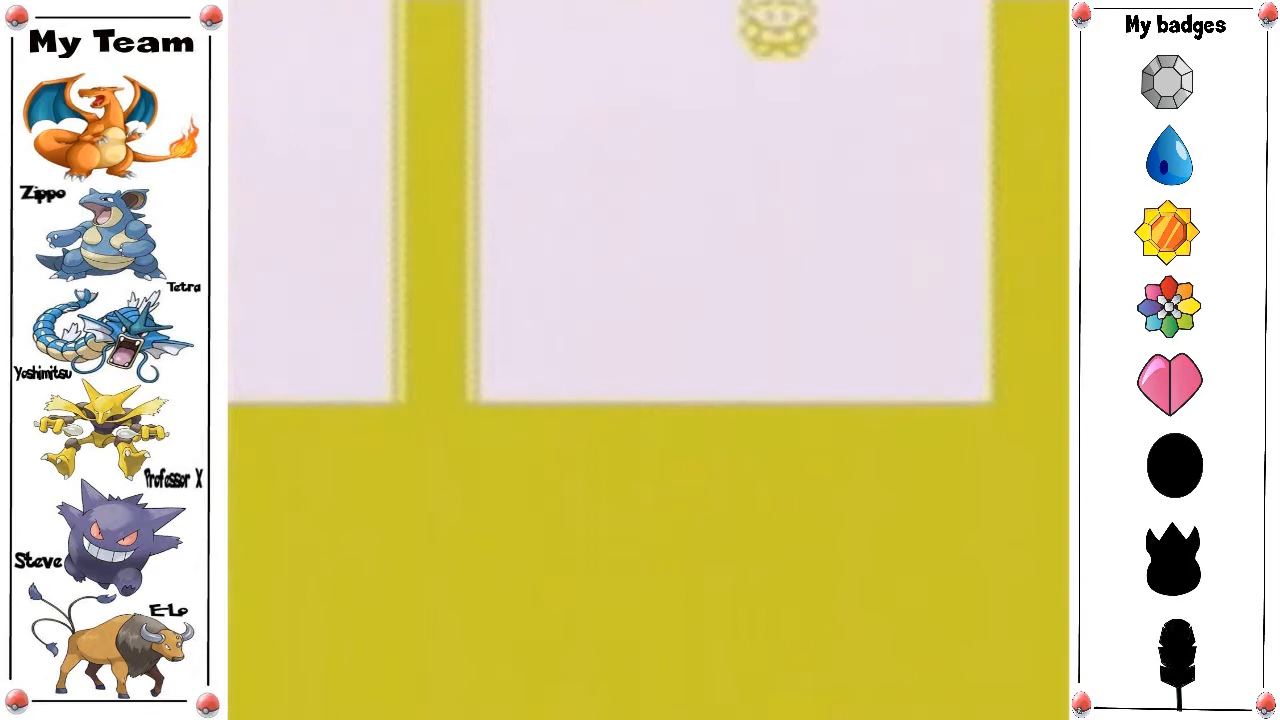 My Team
Zippo
Tetra
Yoshimitsu
Professor X
Steve
E-Lo
My badges